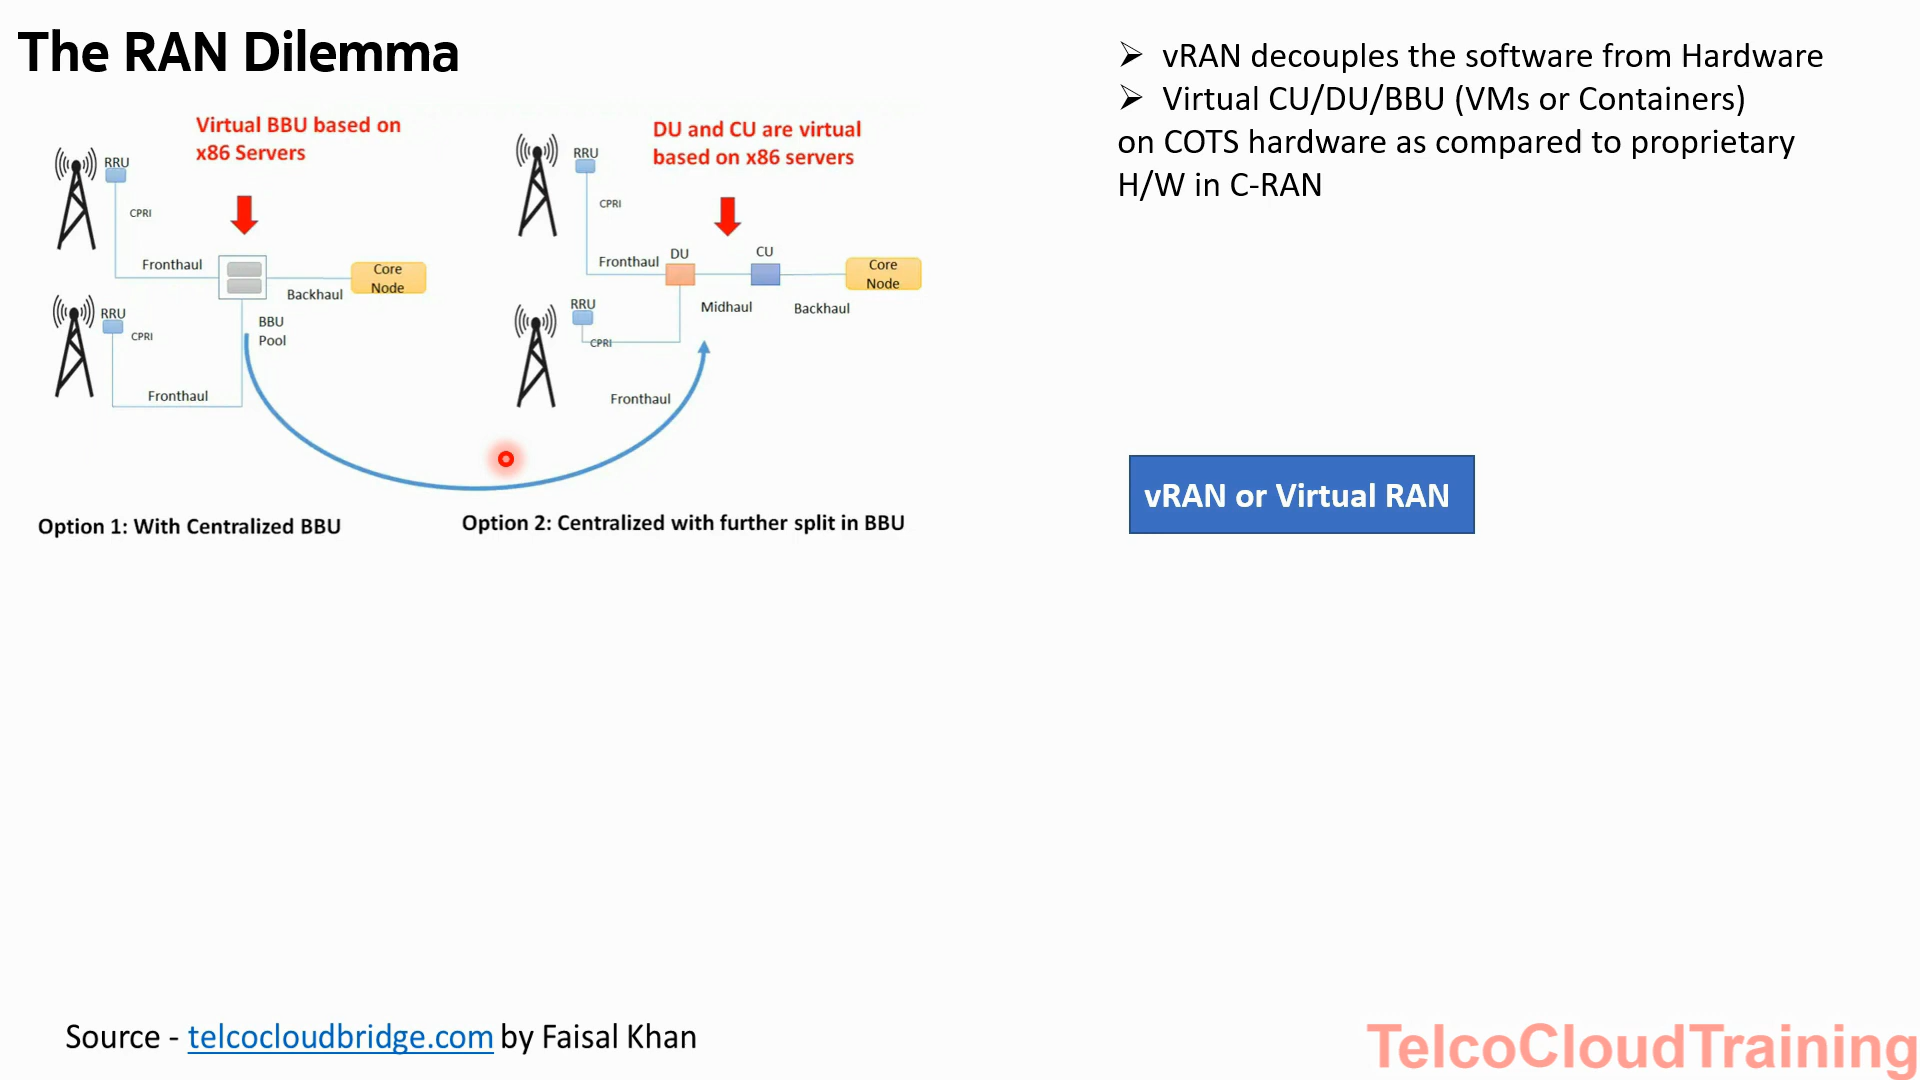 The RAN Dilemma
Virtual BBU based on
x86 Servers
RRU
CPRI
Fronthaul
Core
Node
Backhaul
RRU
CPRI
BBU
Pool
Fronthaul
Option 1: With Centralized BBU
DU and CU are virtual
based on x86 servers
RRU
CPRI
Fronthaul
DU
CU
Core
Node
Midhaul
Backhaul
RRU
CPRI
Fronthaul
Option 2: Centralized with further split in BBU
➢ vRAN decouples the software from Hardware
➢ Virtual CU/DU/BBU (VMs or Containers)
on COTS hardware as compared to proprietary
H/W in C-RAN
vRAN or Virtual RAN
Source - telcocloudbridge.com by Faisal Khan
TelcoCloudTraining